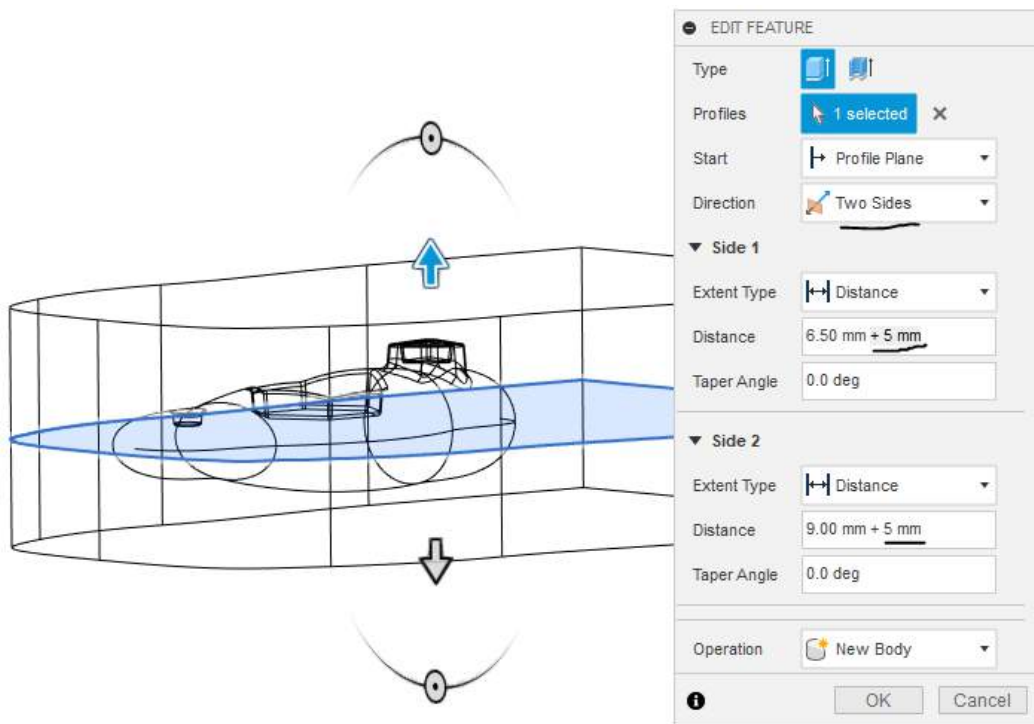 EDIT FEATURE
Type
Profiles 1 selected
Start Profile Plane
Direction Two Sides
Side 1
Extent Type Distance
Distance 6.50 mm + 5 mm
Taper Angle 0.0 deg
Side 2
Extent Type Distance
Distance 9.00 mm + 5 mm
Taper Angle 0.0 deg
Operation New Body
OK Cancel